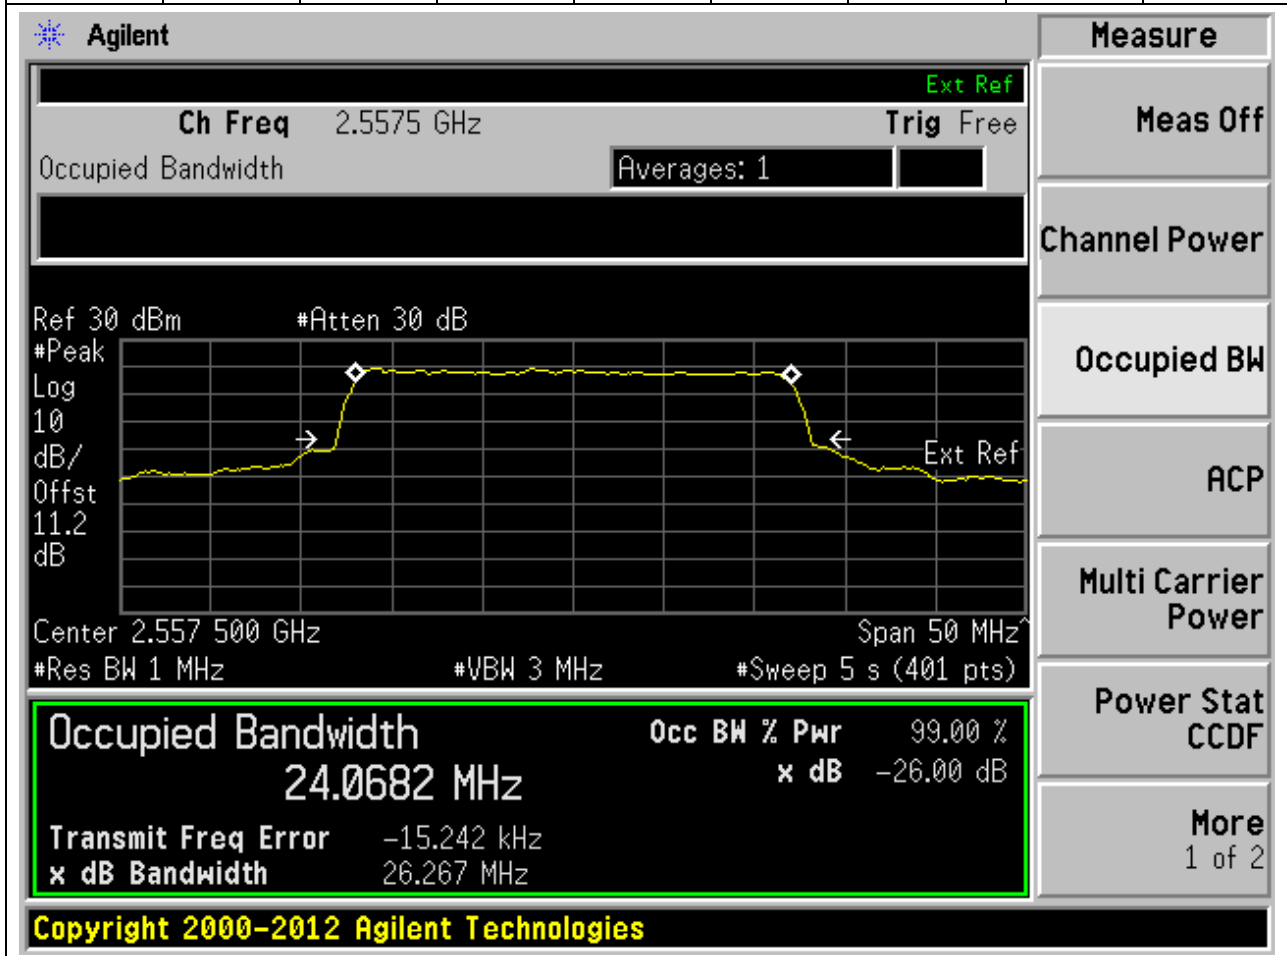 Agilent
Measure
Ext Ref
Ch Freq 2.5575 GHz Trig Free
Meas Off
Occupied Bandwidth Averages: 1
Channel Power
Ref 30 dBm #Atten 30 dB
#Peak
Log
10
dB/
Offst
11.2
dB
Ext Ref
Occupied BW
ACP
Center 2.557 500 GHz Span 50 MHz^
#Res BW 1 MHz #VBW 3 MHz #Sweep 5 s (401 pts)
Multi Carrier
Power
Occupied Bandwidth Occ BW % Pwr 99.00 %
24.0682 MHz x dB -26.00 dB
Transmit Freq Error -15.242 kHz
x dB Bandwidth 26.267 MHz
Power Stat
CCDF
More
1 of 2
Copyright 2000-2012 Agilent Technologies